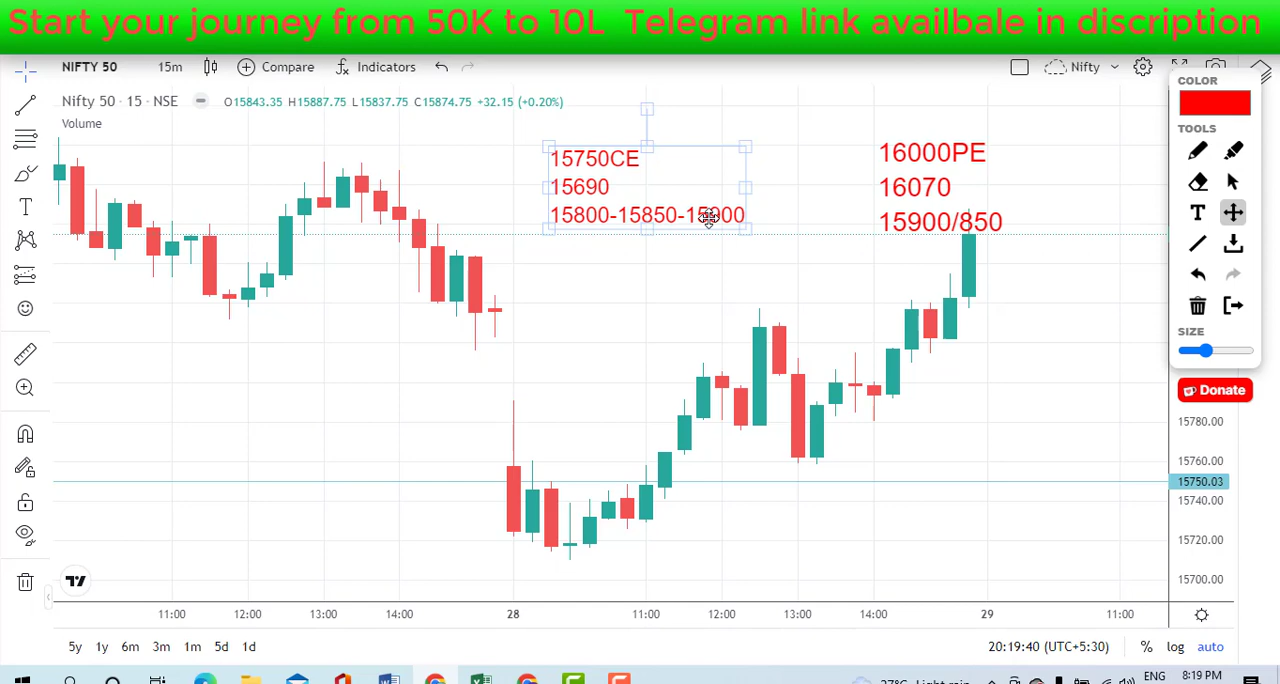 Start your journey from 50K to 10L Telegram link availbale in discription
NIFTY 50 15m Compare Indicators Nifty
Nifty 50 · 15 · NSE O15843.35 H15887.75 L15837.75 C15874.75 +32.15 (+0.20%)
Volume
15750CE
15690
15800-15850-15900
16000PE
16070
15900/850
COLOR
TOOLS
SIZE
Donate
15780.00
15760.00
15750.03
15740.00
15720.00
15700.00
11:00 12:00 13:00 14:00 28 11:00 12:00 13:00 14:00 29 11:00
5y 1y 6m 3m 1m 5d 1d 20:19:40 (UTC+5:30) % log auto
27°C Light rain ENG 8:19 PM